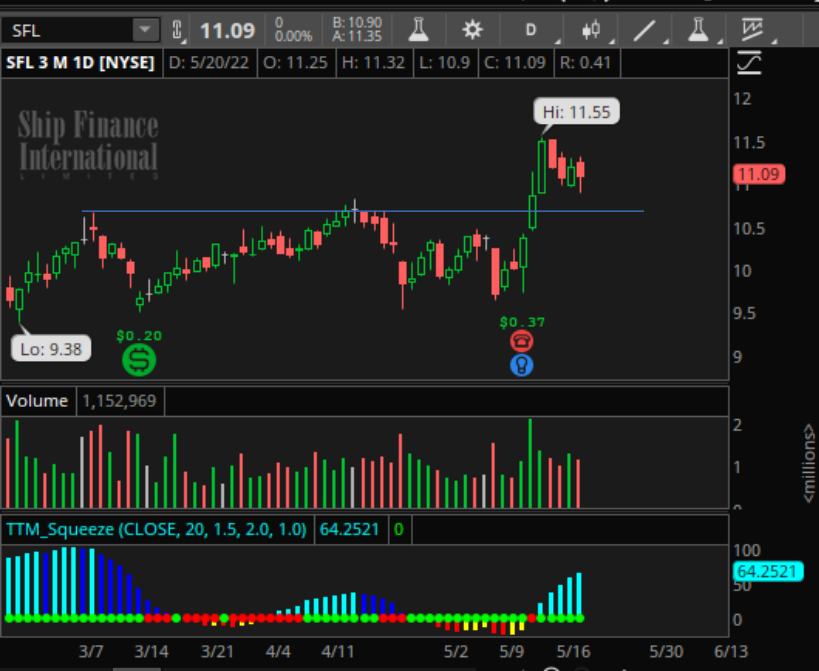 SFL
11.09
0
0.00%
B: 10.90
A: 11.35
D
SFL 3 M 1D [NYSE]
D: 5/20/22
O: 11.25
H: 11.32
L: 10.9
C: 11.09
R: 0.41
Ship Finance
International
LIMITED
Hi: 11.55
12
11.5
11.09
11
10.5
10
9.5
9
$0.20
$0.37
Lo: 9.38
Volume
1,152,969
2
1
0
<millions>
TTM_Squeeze (CLOSE, 20, 1.5, 2.0, 1.0)
64.2521
0
100
64.2521
50
0
3/7
3/14
3/21
4/4
4/11
5/2
5/9
5/16
5/30
6/13